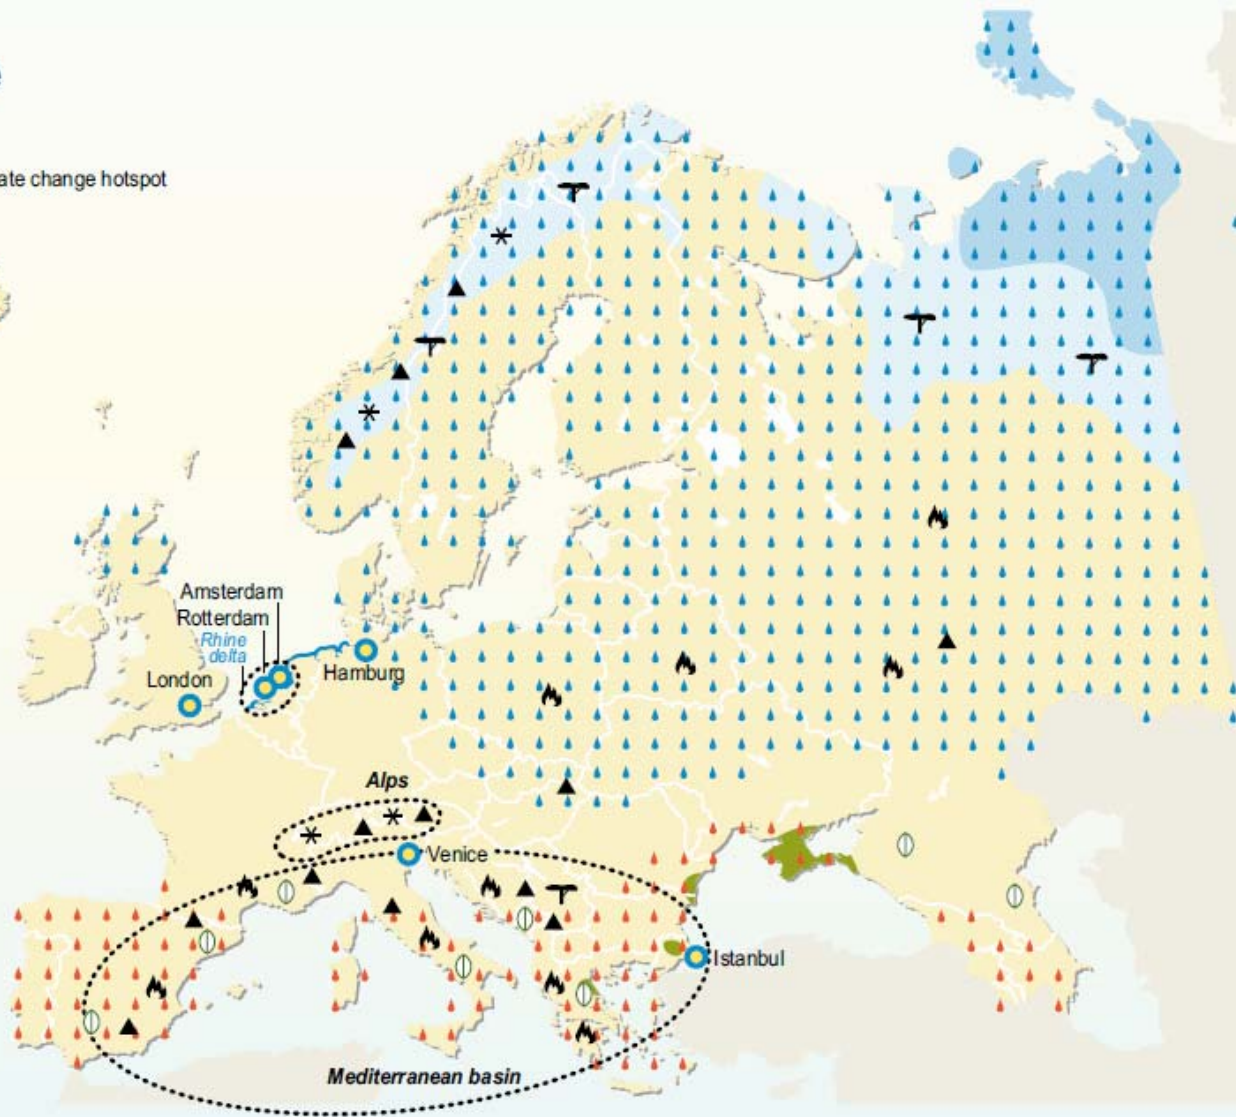 ate change hotspot
Amsterdam
Rotterdam
Rhine
delta
London
Hamburg
Alps
Venice
Istanbul
Mediterranean basin